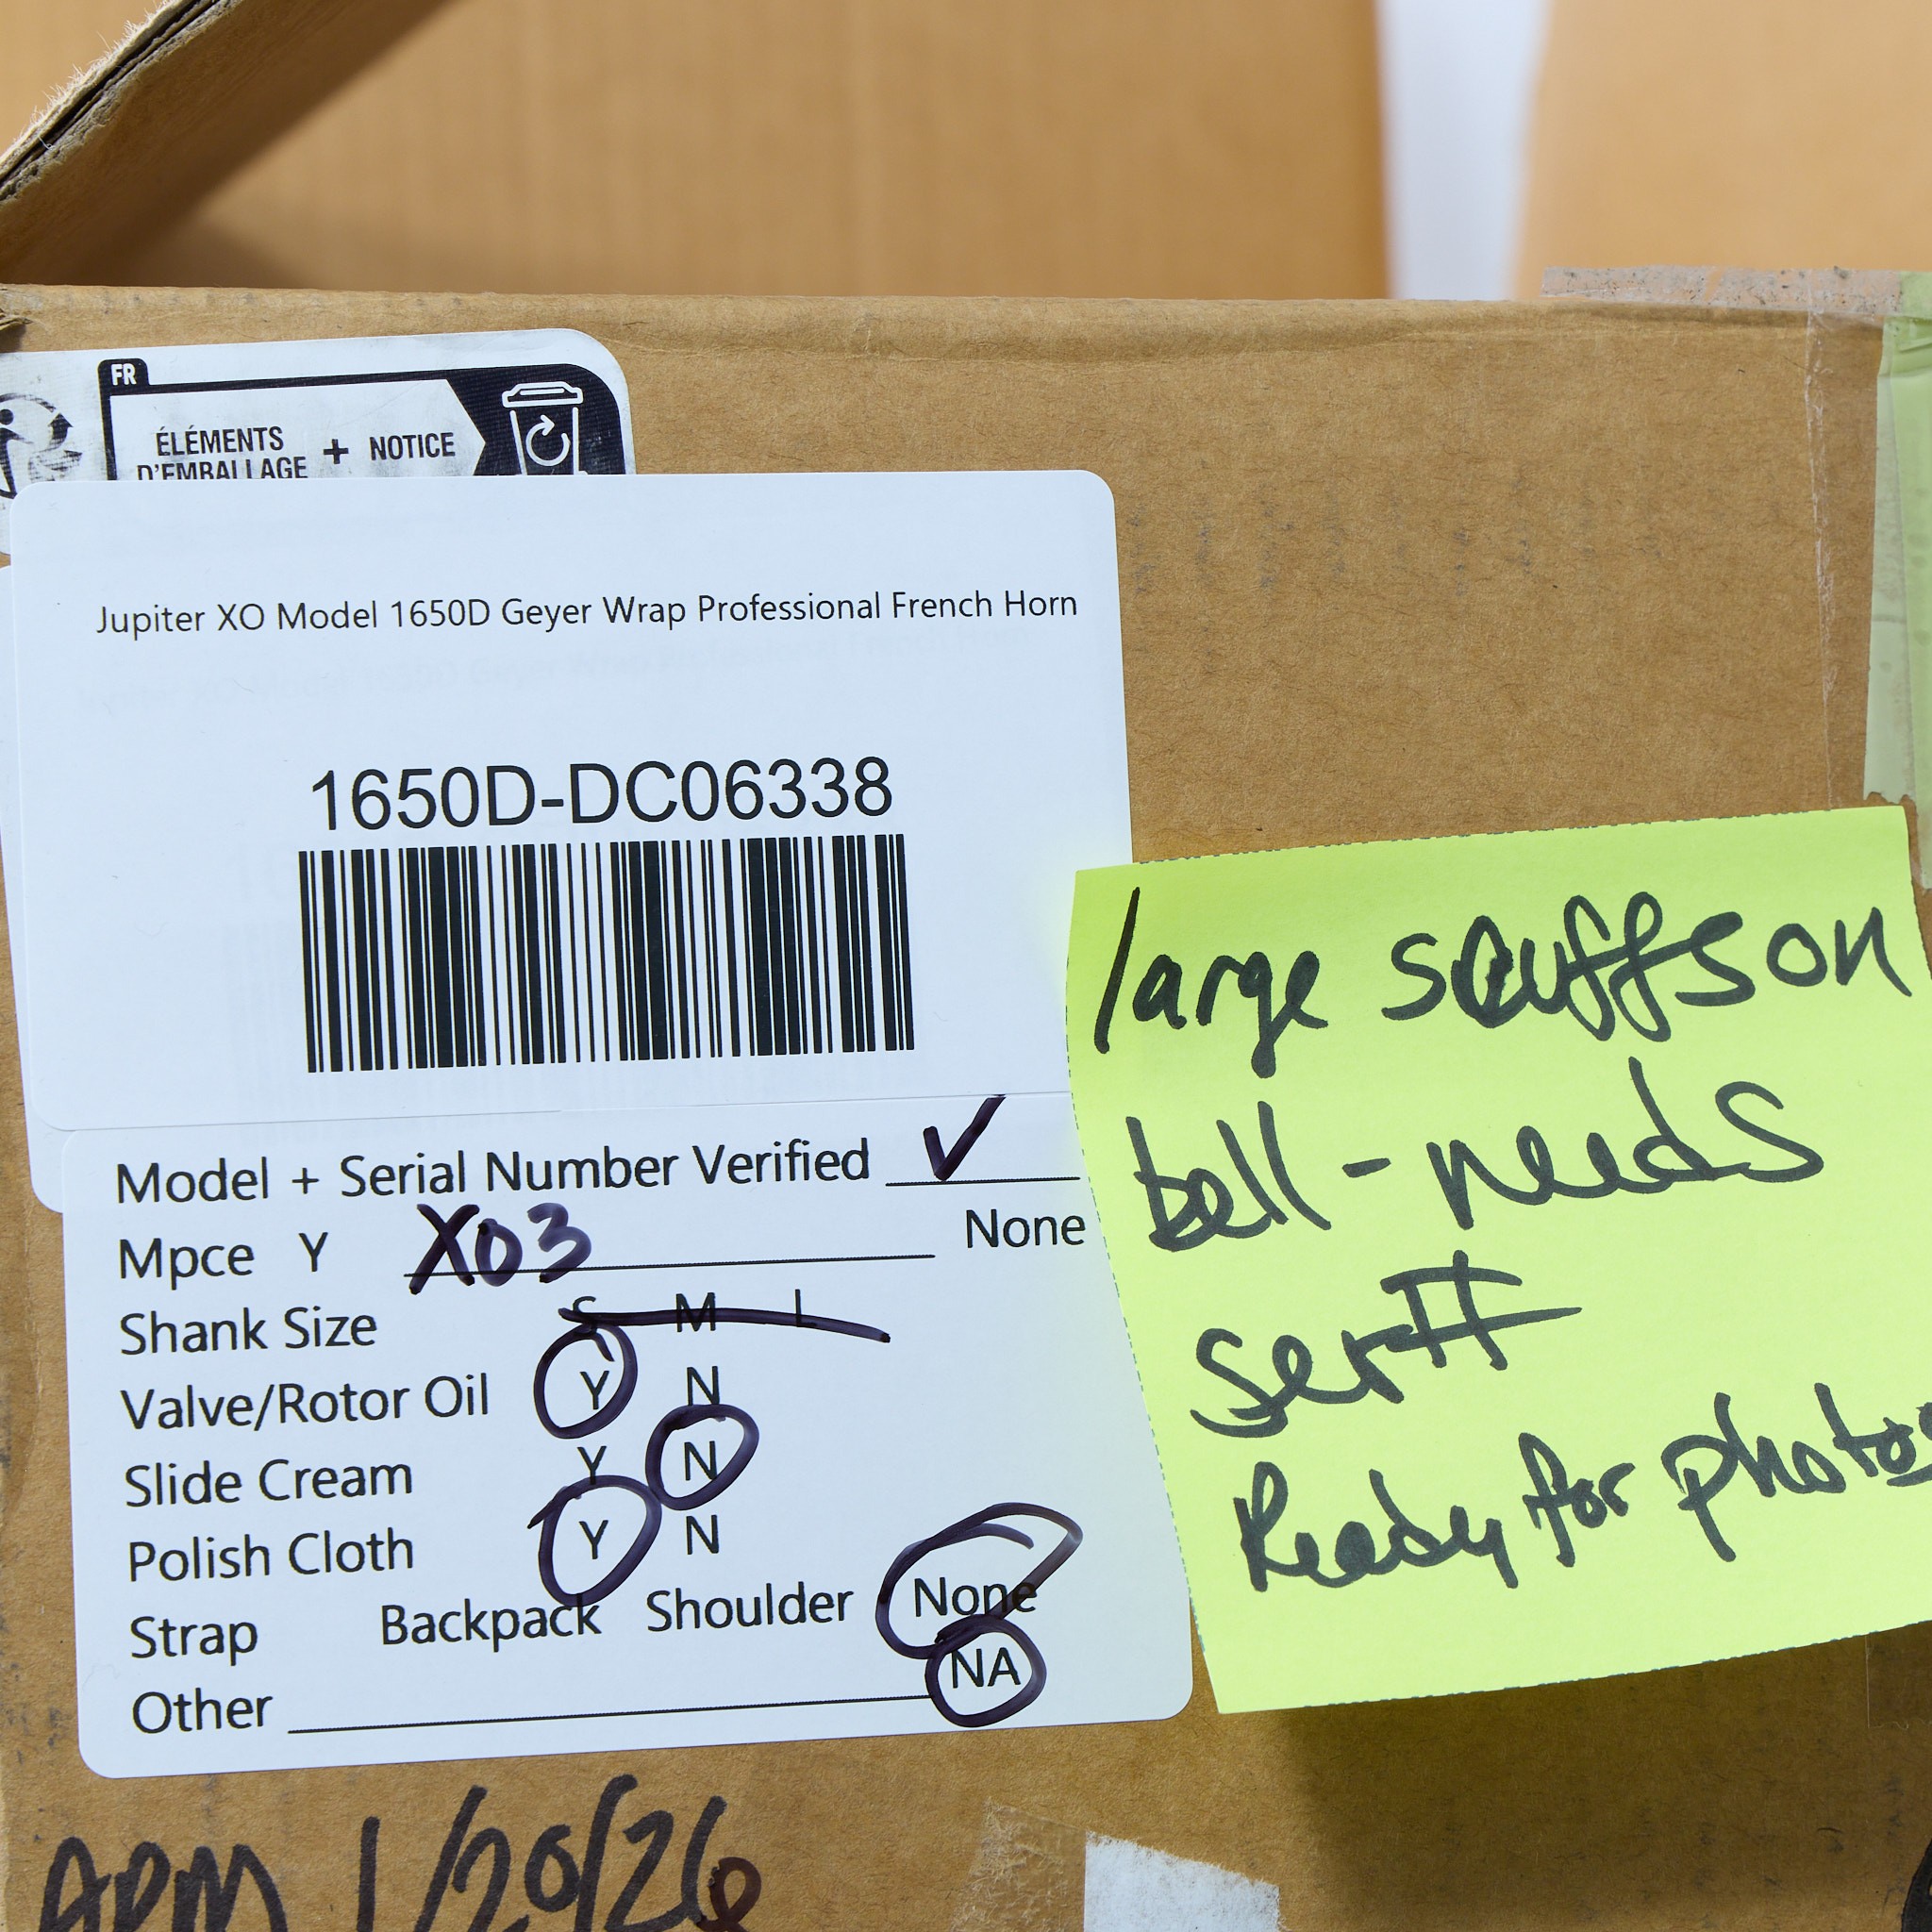 FR
ÉLÉMENTS
D'EMBALLAGE + NOTICE
Jupiter XO Model 1650D Geyer Wrap Professional French Horn
1650D-DC06338
Model + Serial Number Verified ✓
Mpce Y XO3 None
Shank Size S M L
Valve/Rotor Oil Y N
Slide Cream Y N
Polish Cloth Y N
Strap Backpack Shoulder None
Other NA
large scuffs on
bell - needs
ser#
Ready for photos
1/20/26